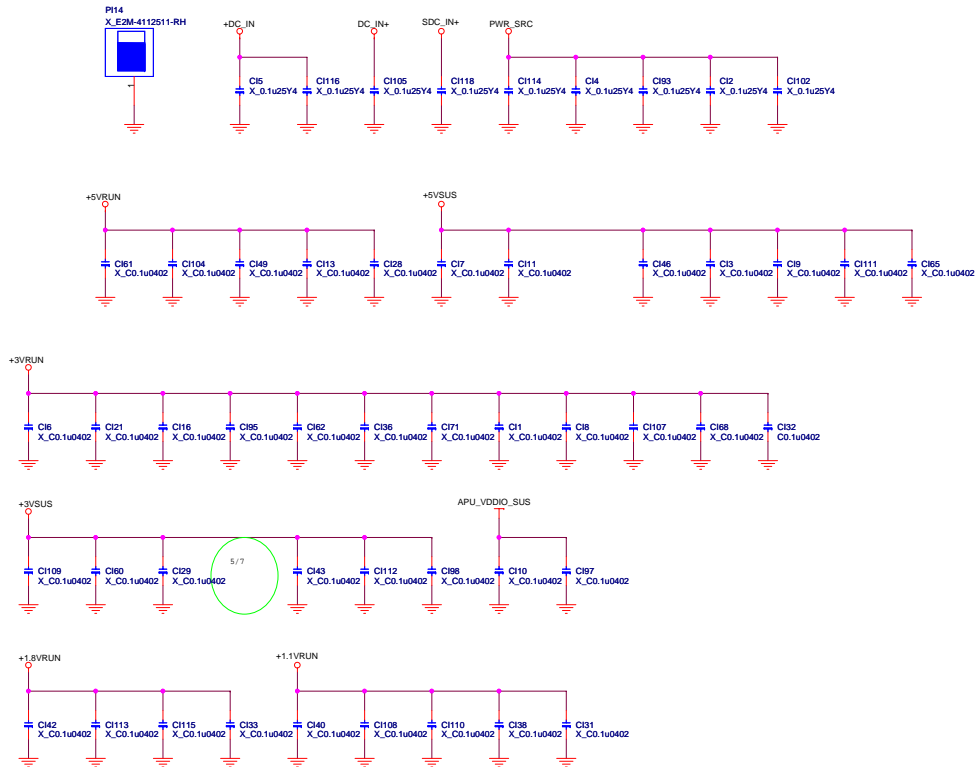 PI14
X_E2M-4112511-RH
1
+DC_IN
DC_IN+
SDC_IN+
PWR_SRC
CI5
X_0.1u25Y4
CI116
X_0.1u25Y4
CI105
X_0.1u25Y4
CI118
X_0.1u25Y4
CI114
X_0.1u25Y4
CI4
X_0.1u25Y4
CI93
X_0.1u25Y4
CI2
X_0.1u25Y4
CI102
X_0.1u25Y4
+5VRUN
+5VSUS
CI61
X_C0.1u0402
CI104
X_C0.1u0402
CI49
X_C0.1u0402
CI13
X_C0.1u0402
CI28
X_C0.1u0402
CI7
X_C0.1u0402
CI11
X_C0.1u0402
CI46
X_C0.1u0402
CI3
X_C0.1u0402
CI9
X_C0.1u0402
CI111
X_C0.1u0402
CI65
X_C0.1u0402
+3VRUN
CI6
X_C0.1u0402
CI21
X_C0.1u0402
CI16
X_C0.1u0402
CI95
X_C0.1u0402
CI62
X_C0.1u0402
CI36
X_C0.1u0402
CI71
X_C0.1u0402
CI1
X_C0.1u0402
CI8
X_C0.1u0402
CI107
X_C0.1u0402
CI68
X_C0.1u0402
CI32
C0.1u0402
+3VSUS
APU_VDDIO_SUS
CI109
X_C0.1u0402
CI60
X_C0.1u0402
CI29
X_C0.1u0402
5/7
CI43
X_C0.1u0402
CI112
X_C0.1u0402
CI98
X_C0.1u0402
CI10
X_C0.1u0402
CI97
X_C0.1u0402
+1.8VRUN
+1.1VRUN
CI42
X_C0.1u0402
CI113
X_C0.1u0402
CI115
X_C0.1u0402
CI33
X_C0.1u0402
CI40
X_C0.1u0402
CI108
X_C0.1u0402
CI110
X_C0.1u0402
CI38
X_C0.1u0402
CI31
X_C0.1u0402